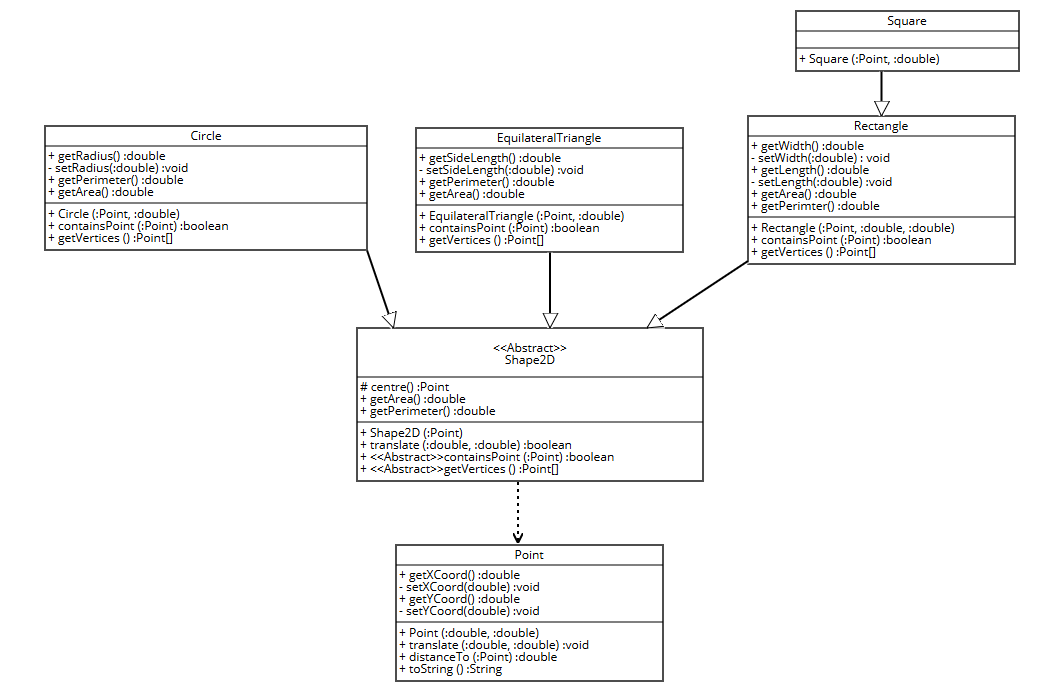 Square
+ Square (:Point, :double)
Circle
+ getRadius() :double
- setRadius(:double) :void
+ getPerimeter() :double
+ getArea() :double
+ Circle (:Point, :double)
+ containsPoint (:Point) :boolean
+ getVertices () :Point[]
EquilateralTriangle
+ getSideLength() :double
- setSideLength(:double) :void
+ getPerimeter() :double
+ getArea() :double
+ EquilateralTriangle (:Point, :double)
+ containsPoint (:Point) :boolean
+ getVertices () :Point[]
Rectangle
+ getWidth() :double
- setWidth(:double) : void
+ getLength() :double
- setLength(:double) :void
+ getArea() :double
+ getPerimter() :double
+ Rectangle (:Point, :double, :double)
+ containsPoint (:Point) :boolean
+ getVertices () :Point[]
<<Abstract>>
Shape2D
# centre() :Point
+ getArea() :double
+ getPerimeter() :double
+ Shape2D (:Point)
+ translate (:double, :double) :boolean
+ <<Abstract>>containsPoint (:Point) :boolean
+ <<Abstract>>getVertices () :Point[]
Point
+ getXCoord() :double
- setXCoord(double) :void
+ getYCoord() :double
- setYCoord(double) :void
+ Point (:double, :double)
+ translate (:double, :double) :void
+ distanceTo (:Point) :double
+ toString () :String